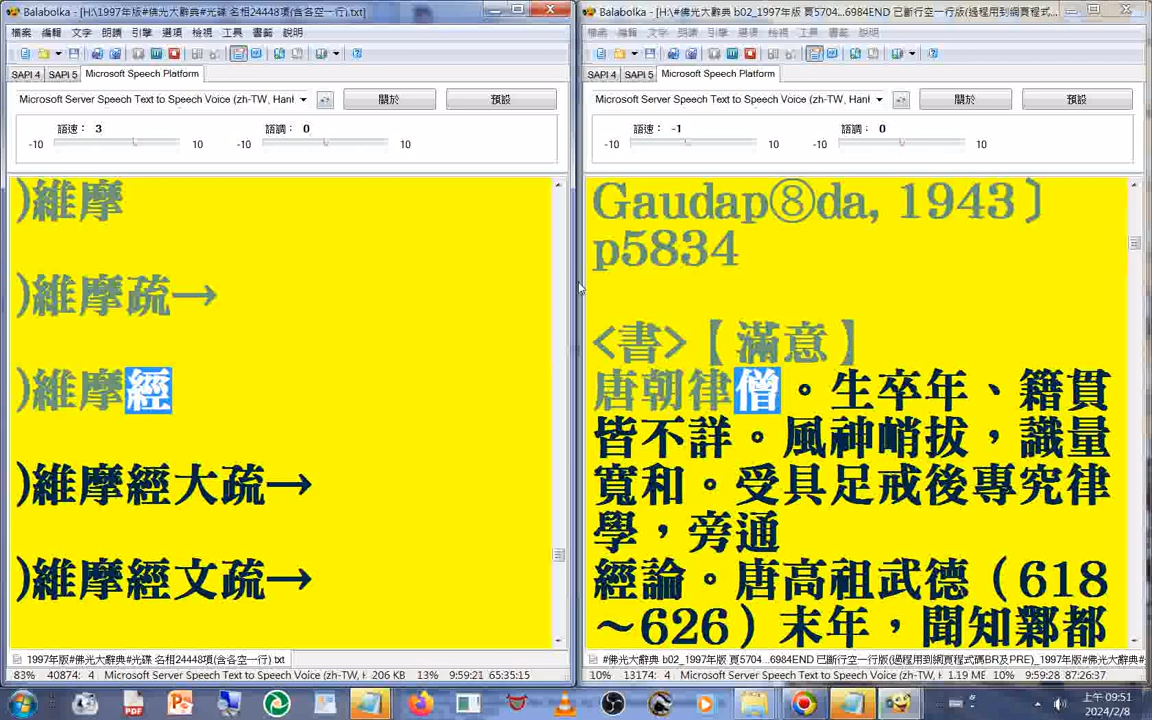 Balabolka - [H:\1997年版#佛光大辭典#光碟 名相24448項(含各空一行).txt]
檔案 編輯 文字 朗讀 引擎 選項 檢視 工具 書籤 說明
SAPI 4 SAPI 5 Microsoft Speech Platform
Microsoft Server Speech Text to Speech Voice (zh-TW, Hanl
關於
預設
語速： 3
語調： 0
-10 10 -10 10
)維摩
)維摩疏→
)維摩經
)維摩經大疏→
)維摩經文疏→
1997年版#佛光大辭典#光碟 名相24448項(含各空一行).txt
83% 40874: 4 Microsoft Server Speech Text to Speech Voice (zh-TW, H 206 KB 13% 9:59:21 65:35:15
Balabolka - [H:\#佛光大辭典 b02_1997年版 頁5704...6984END 已斷行空一行版(過程用到網頁程式...
檔案 編輯 文字 朗讀 引擎 選項 檢視 工具 書籤 說明
SAPI 4 SAPI 5 Microsoft Speech Platform
Microsoft Server Speech Text to Speech Voice (zh-TW, Hanl
關於
預設
語速： -1
語調： 0
-10 10 -10 10
Gaudap⑧da, 1943〕
p5834
<書>【滿意】
唐朝律僧。生卒年、籍貫
皆不詳。風神峭拔，識量
寬和。受具足戒後專究律
學，旁通
經論。唐高祖武德（618
～626）末年，聞知鄴都
#佛光大辭典 b02_1997年版 頁5704...6984END 已斷行空一行版(過程用到網頁程式碼BR及PRE)_1997年版#
10% 13174: 4 Microsoft Server Speech Text to Speech Voice (zh-TW, H 1.19 ME 10% 9:59:28 87:26:37
上午 09:51
2024/2/8